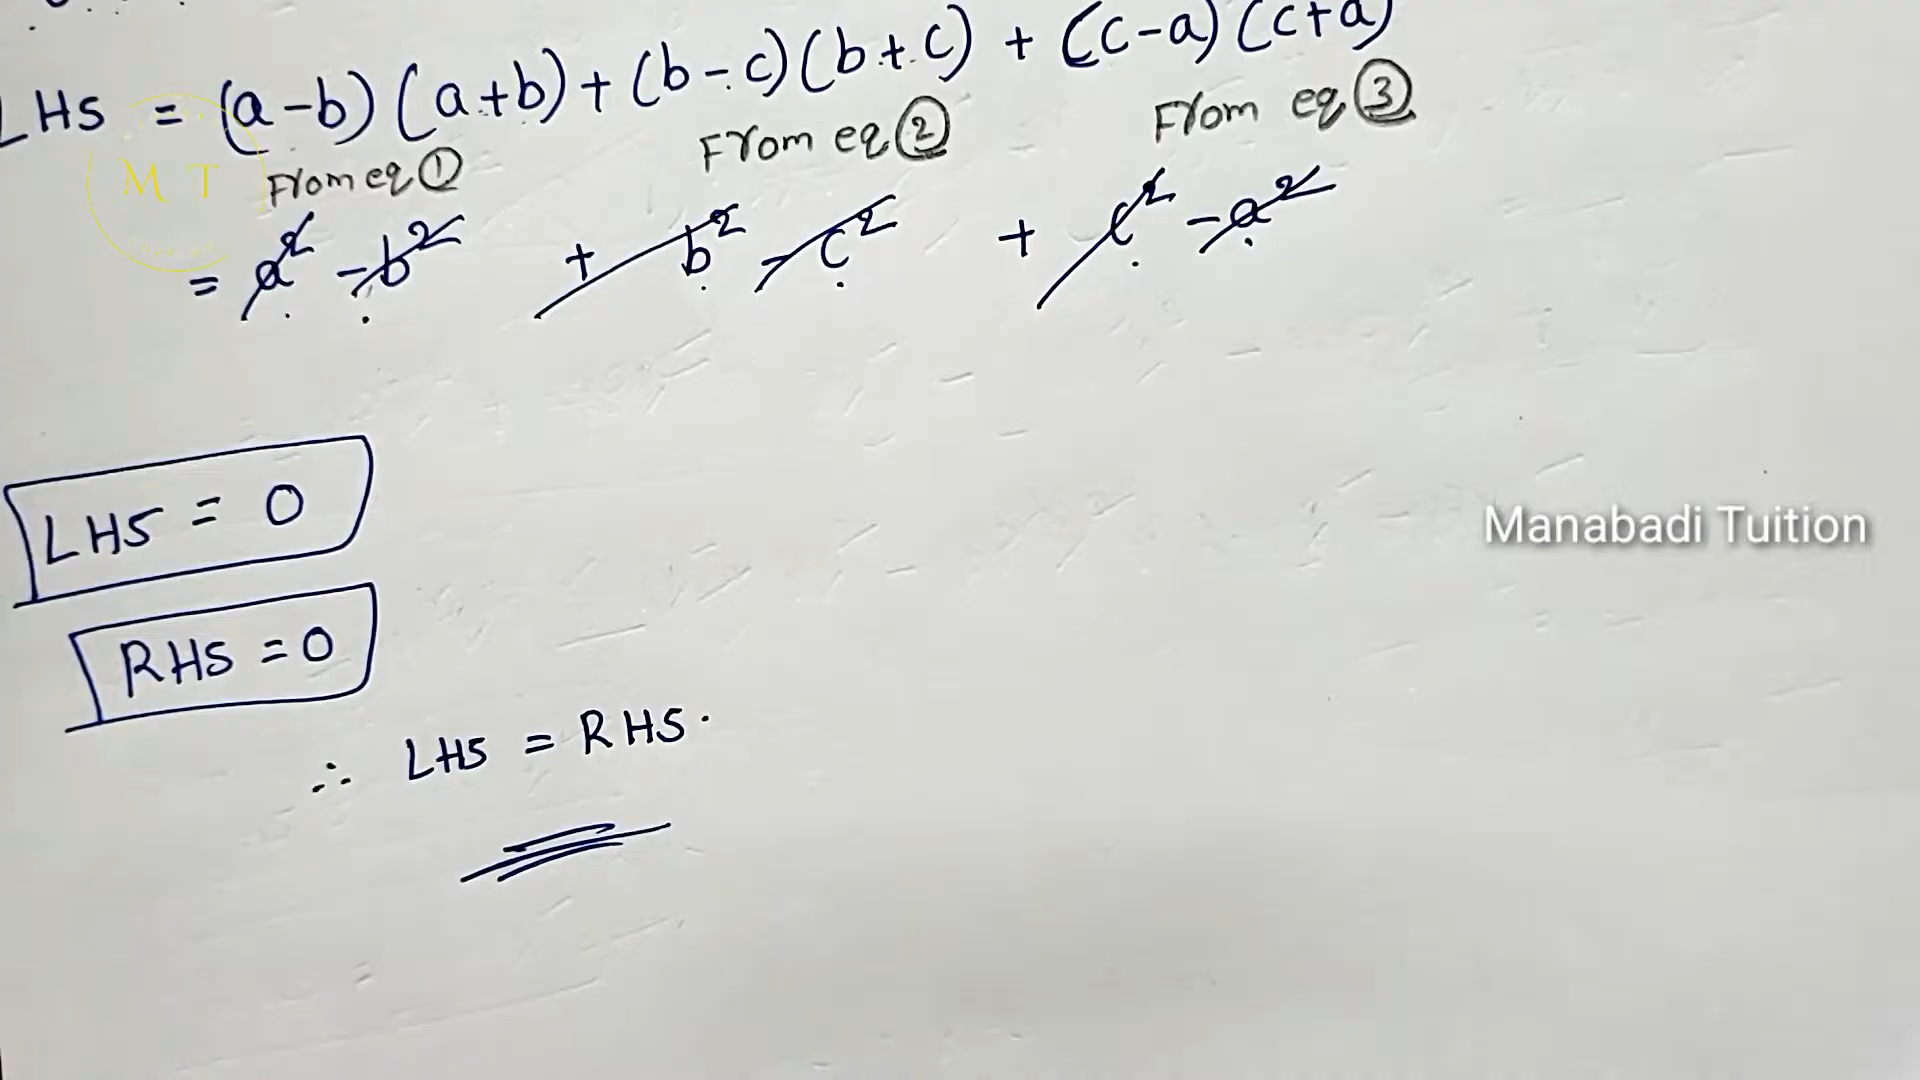 LHS = (a-b)(a+b)+(b-c)(b+c) + (c-a)(c+a)
From eq ① From eq ② From eq ③
M T
= a² - b² + b² - c² + c² - a²
LHS = 0
Manabadi Tuition
RHS = 0
∴ LHS = RHS.